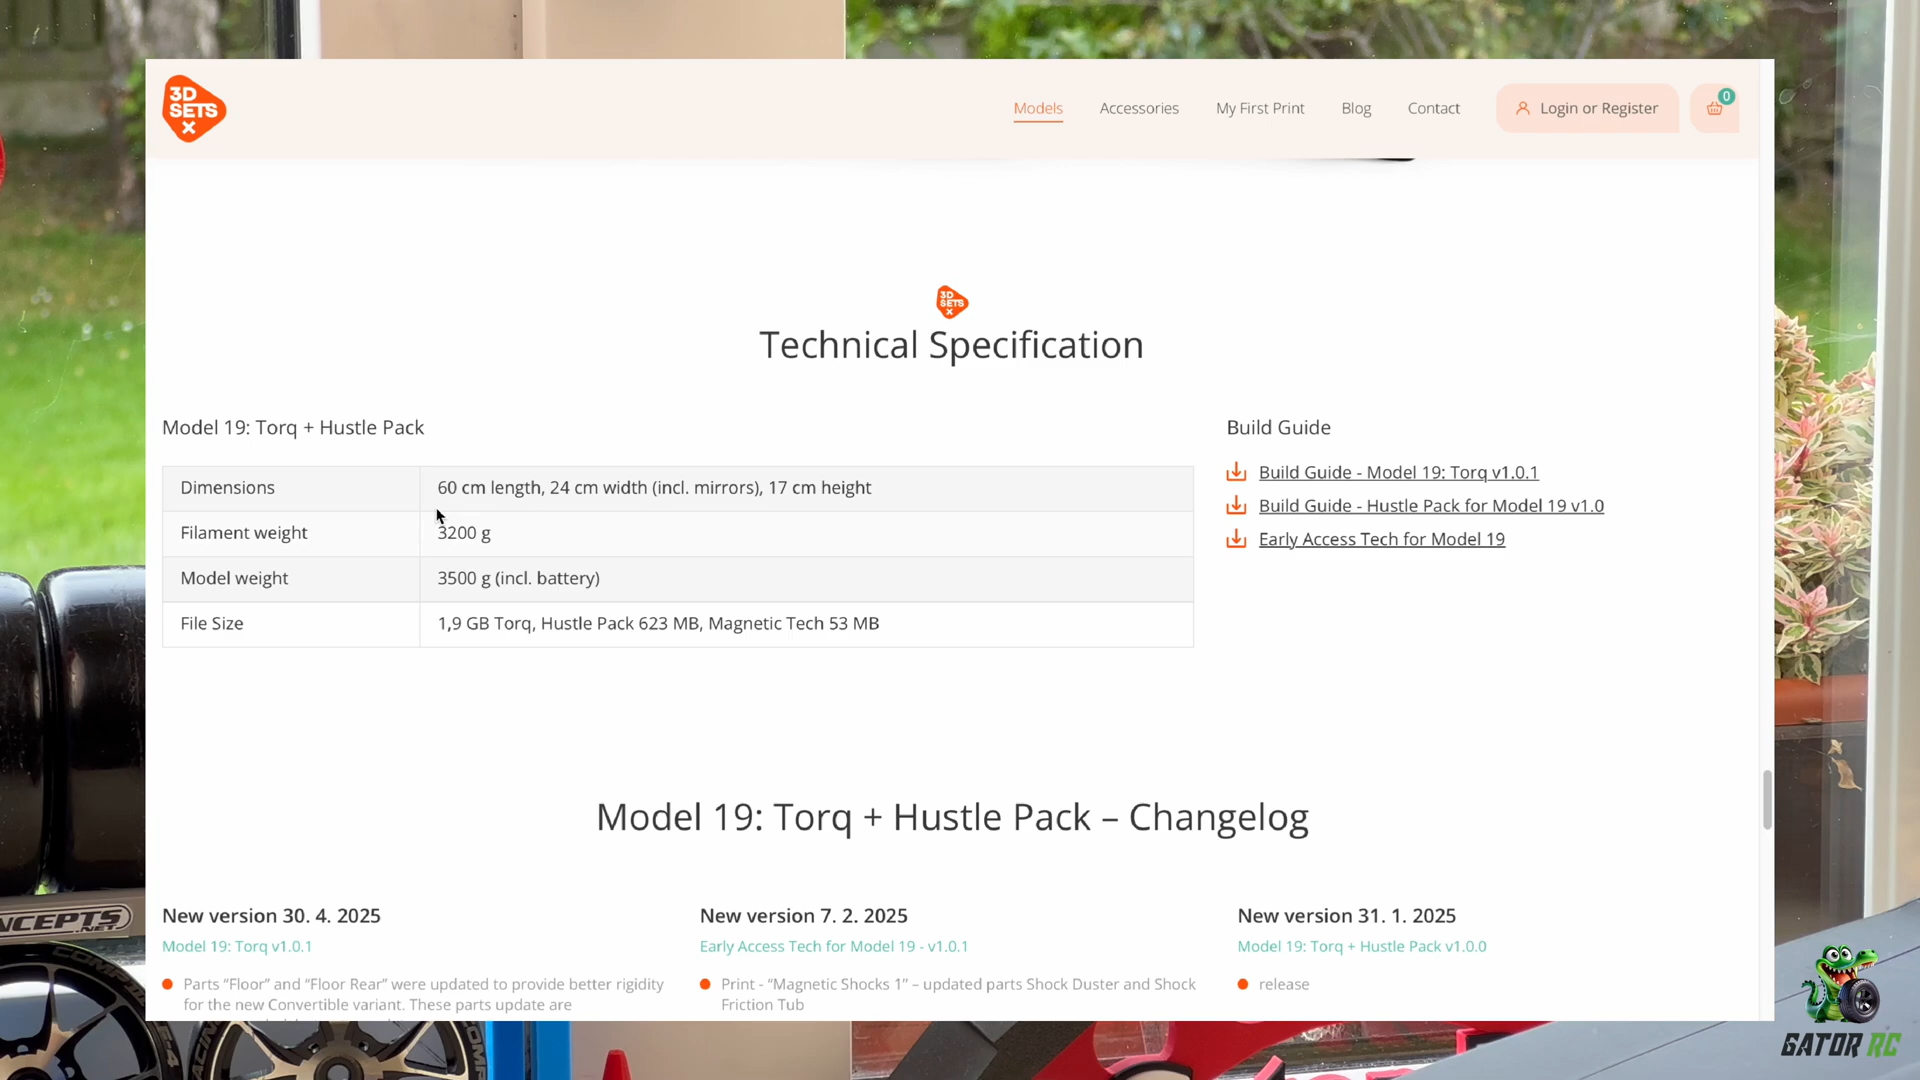 3D
SETS
Models
Accessories
My First Print
Blog
Contact
Login or Register
0
3D
SETS
Technical Specification
Model 19: Torq + Hustle Pack
Dimensions
60 cm length, 24 cm width (incl. mirrors), 17 cm height
Filament weight
3200 g
Model weight
3500 g (incl. battery)
File Size
1,9 GB Torq, Hustle Pack 623 MB, Magnetic Tech 53 MB
Build Guide
Build Guide - Model 19: Torq v1.0.1
Build Guide - Hustle Pack for Model 19 v1.0
Early Access Tech for Model 19
Model 19: Torq + Hustle Pack – Changelog
New version 30. 4. 2025
Model 19: Torq v1.0.1
Parts “Floor” and “Floor Rear” were updated to provide better rigidity
for the new Convertible variant. These parts update are
New version 7. 2. 2025
Early Access Tech for Model 19 - v1.0.1
Print - “Magnetic Shocks 1” – updated parts Shock Duster and Shock
Friction Tub
New version 31. 1. 2025
Model 19: Torq + Hustle Pack v1.0.0
release
NCEPTS
.NET
GATOR RC